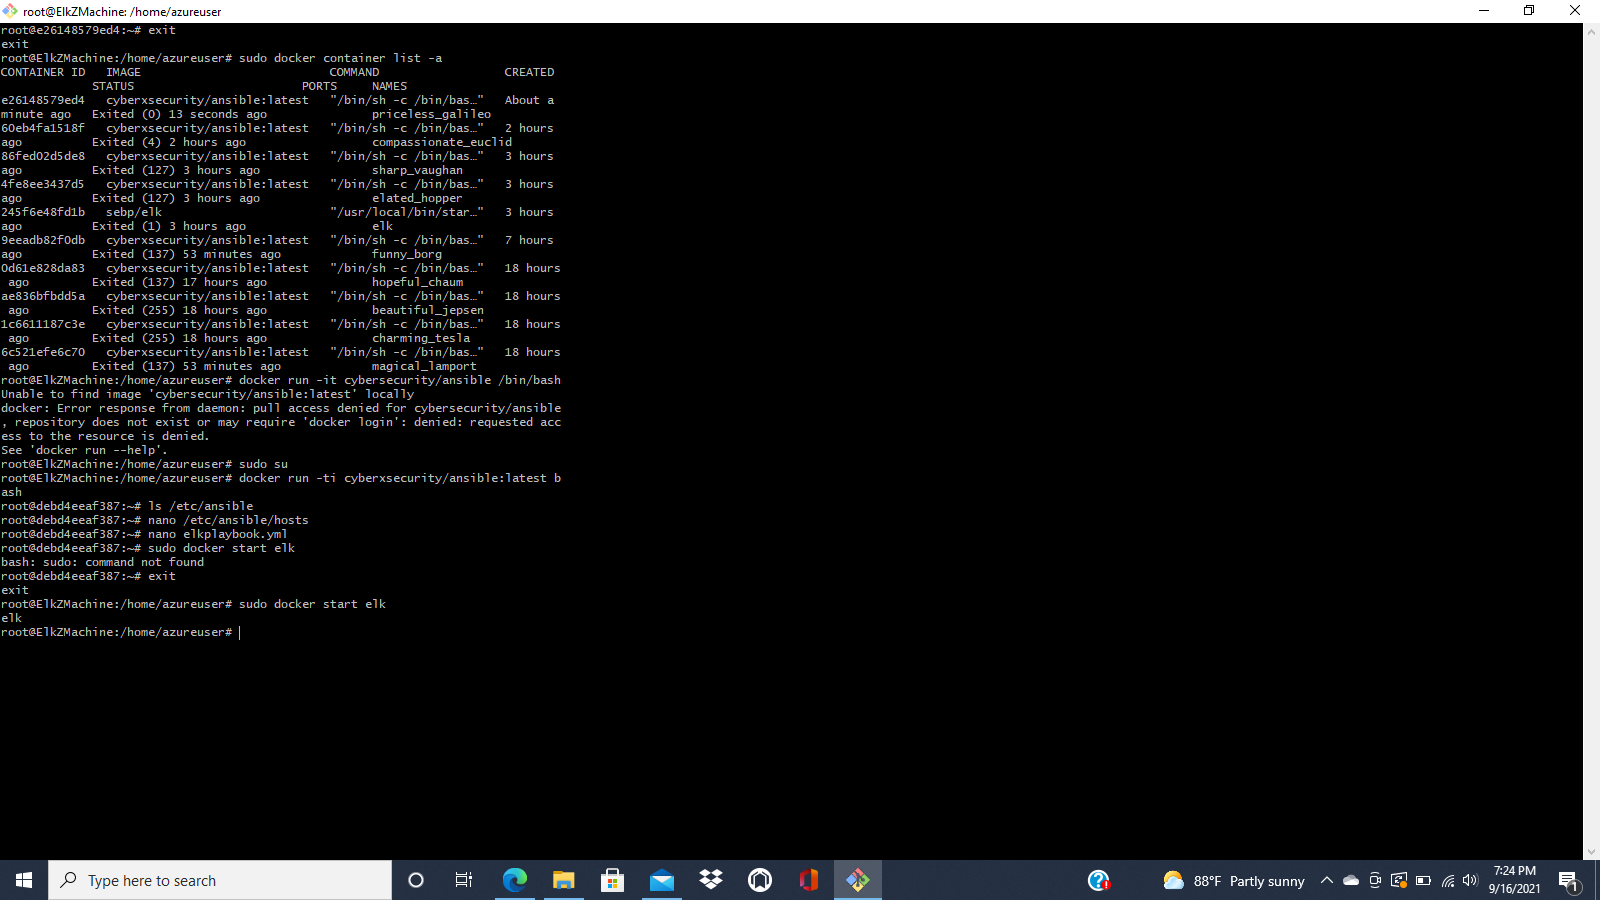 root@ElkZMachine: /home/azureuser
root@e26148579ed4:~# exit
exit
root@ElkZMachine:/home/azureuser# sudo docker container list -a
CONTAINER ID   IMAGE                           COMMAND                  CREATED
             STATUS                        PORTS     NAMES
e26148579ed4   cyberxsecurity/ansible:latest   "/bin/sh -c /bin/bas…"   About a
minute ago   Exited (0) 13 seconds ago               priceless_galileo
60eb4fa1518f   cyberxsecurity/ansible:latest   "/bin/sh -c /bin/bas…"   2 hours
ago          Exited (4) 2 hours ago                  compassionate_euclid
86fed02d5de8   cyberxsecurity/ansible:latest   "/bin/sh -c /bin/bas…"   3 hours
ago          Exited (127) 3 hours ago                sharp_vaughan
4fe8ee3437d5   cyberxsecurity/ansible:latest   "/bin/sh -c /bin/bas…"   3 hours
ago          Exited (127) 3 hours ago                elated_hopper
245f6e48fd1b   sebp/elk                        "/usr/local/bin/star…"   3 hours
ago          Exited (1) 3 hours ago                  elk
9eeadb82f0db   cyberxsecurity/ansible:latest   "/bin/sh -c /bin/bas…"   7 hours
ago          Exited (137) 53 minutes ago             funny_borg
0d61e828da83   cyberxsecurity/ansible:latest   "/bin/sh -c /bin/bas…"   18 hours
 ago         Exited (137) 17 hours ago               hopeful_chaum
ae836bfbdd5a   cyberxsecurity/ansible:latest   "/bin/sh -c /bin/bas…"   18 hours
 ago         Exited (255) 18 hours ago               beautiful_jepsen
1c6611187c3e   cyberxsecurity/ansible:latest   "/bin/sh -c /bin/bas…"   18 hours
 ago         Exited (255) 18 hours ago               charming_tesla
6c521efe6c70   cyberxsecurity/ansible:latest   "/bin/sh -c /bin/bas…"   18 hours
 ago         Exited (137) 53 minutes ago             magical_lamport
root@ElkZMachine:/home/azureuser# docker run -it cybersecurity/ansible /bin/bash
Unable to find image 'cybersecurity/ansible:latest' locally
docker: Error response from daemon: pull access denied for cybersecurity/ansible
, repository does not exist or may require 'docker login': denied: requested acc
ess to the resource is denied.
See 'docker run --help'.
root@ElkZMachine:/home/azureuser# sudo su
root@ElkZMachine:/home/azureuser# docker run -ti cyberxsecurity/ansible:latest b
ash
root@debd4eeaf387:~# ls /etc/ansible
root@debd4eeaf387:~# nano /etc/ansible/hosts
root@debd4eeaf387:~# nano elkplaybook.yml
root@debd4eeaf387:~# sudo docker start elk
bash: sudo: command not found
root@debd4eeaf387:~# exit
exit
root@ElkZMachine:/home/azureuser# sudo docker start elk
elk
root@ElkZMachine:/home/azureuser#
Type here to search
88°F Partly sunny
7:24 PM
9/16/2021
1